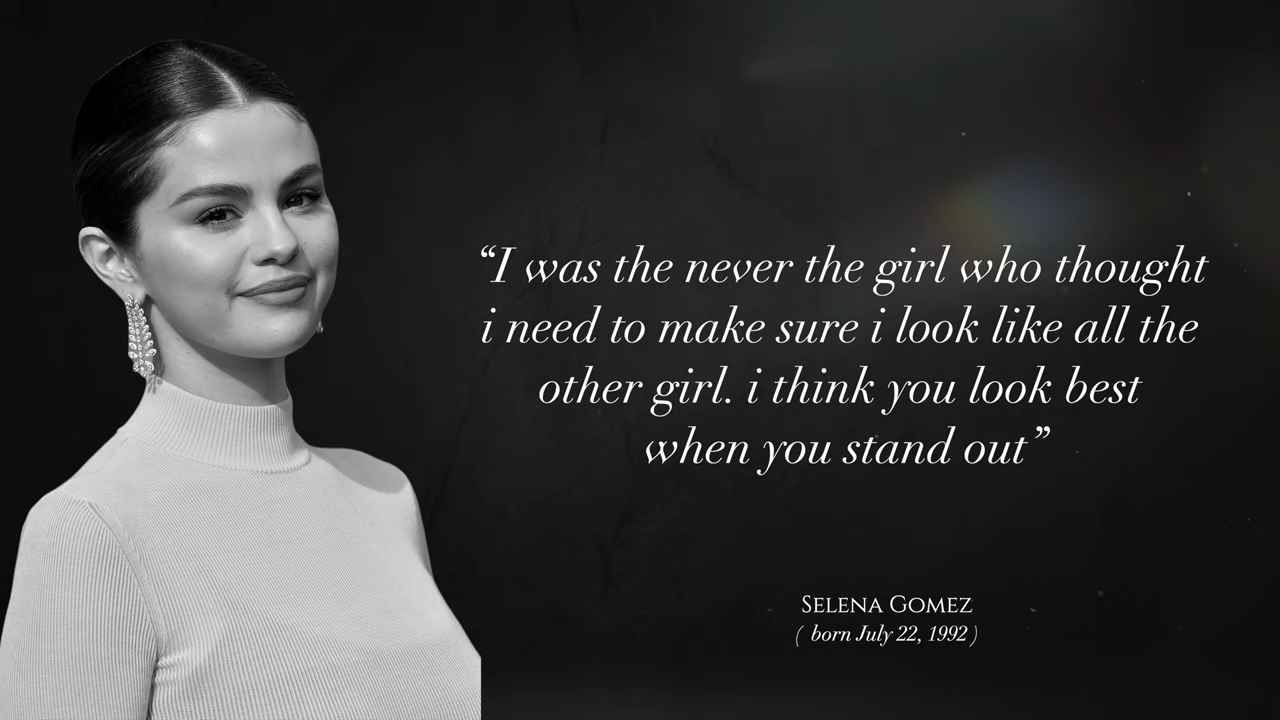 “I was the never the girl who thought
i need to make sure i look like all the
other girl. i think you look best
when you stand out”
Selena Gomez
( born July 22, 1992 )